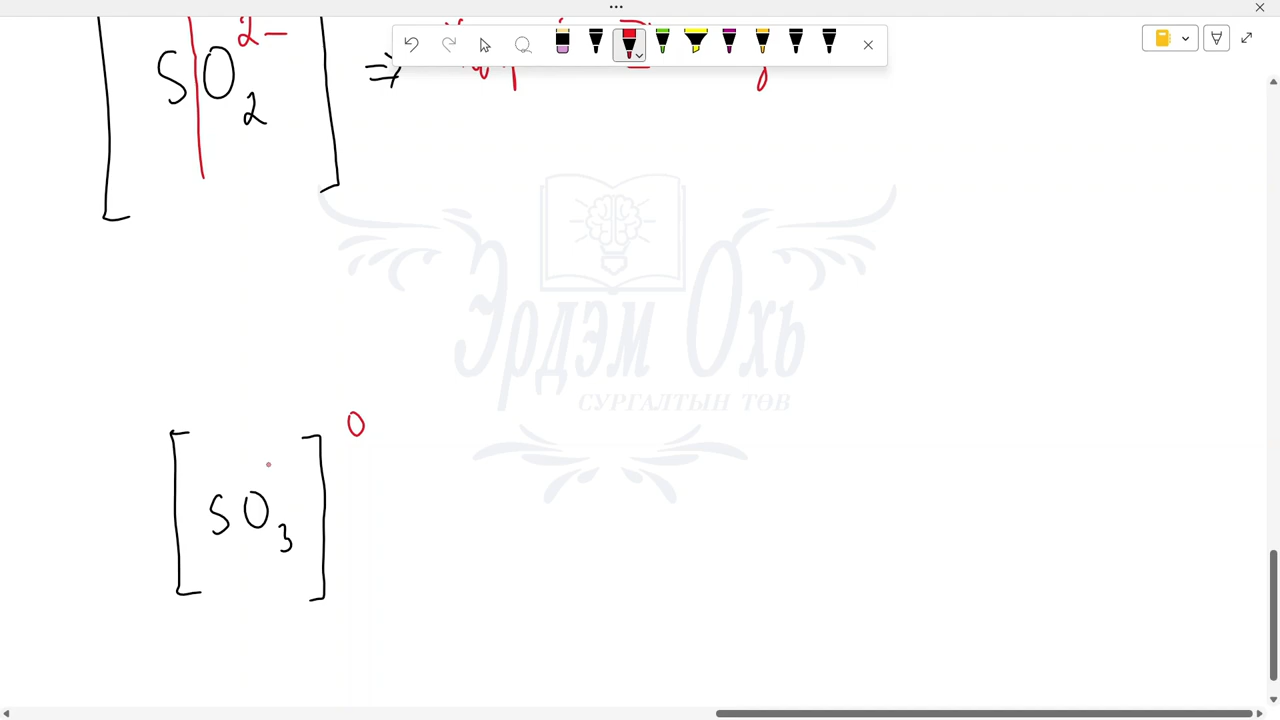 2-
SO2
⇒
Эрдэм Охь
СУРГАЛТЫН ТӨВ
0
[SO3]